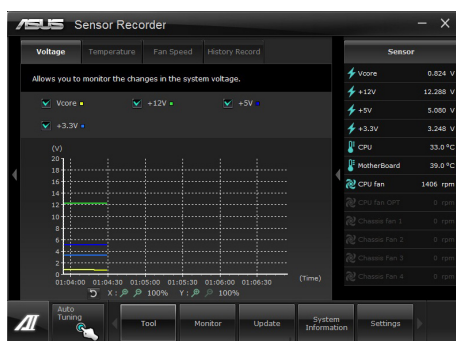 ASUS Sensor Recorder
Voltage Temperature Fan Speed History Record
Allows you to monitor the changes in the system voltage.
Vcore +12V +5V
+3.3V
(V)
20
18
16
14
12
10
8
6
4
2
0
01:04:00 01:04:30 01:05:00 01:05:30 01:06:00 01:06:30 (Time)
X : 100% Y : 100%
Sensor
Vcore 0.824 V
+12V 12.288 V
+5V 5.080 V
+3.3V 3.248 V
CPU 33.0 °C
MotherBoard 39.0 °C
CPU fan 1406 rpm
CPU fan OPT 0 rpm
Chassis Fan 1 0 rpm
Chassis Fan 2 0 rpm
Chassis Fan 3 0 rpm
Chassis Fan 4 0 rpm
Auto
Tuning
Tool Monitor Update System
Information Settings